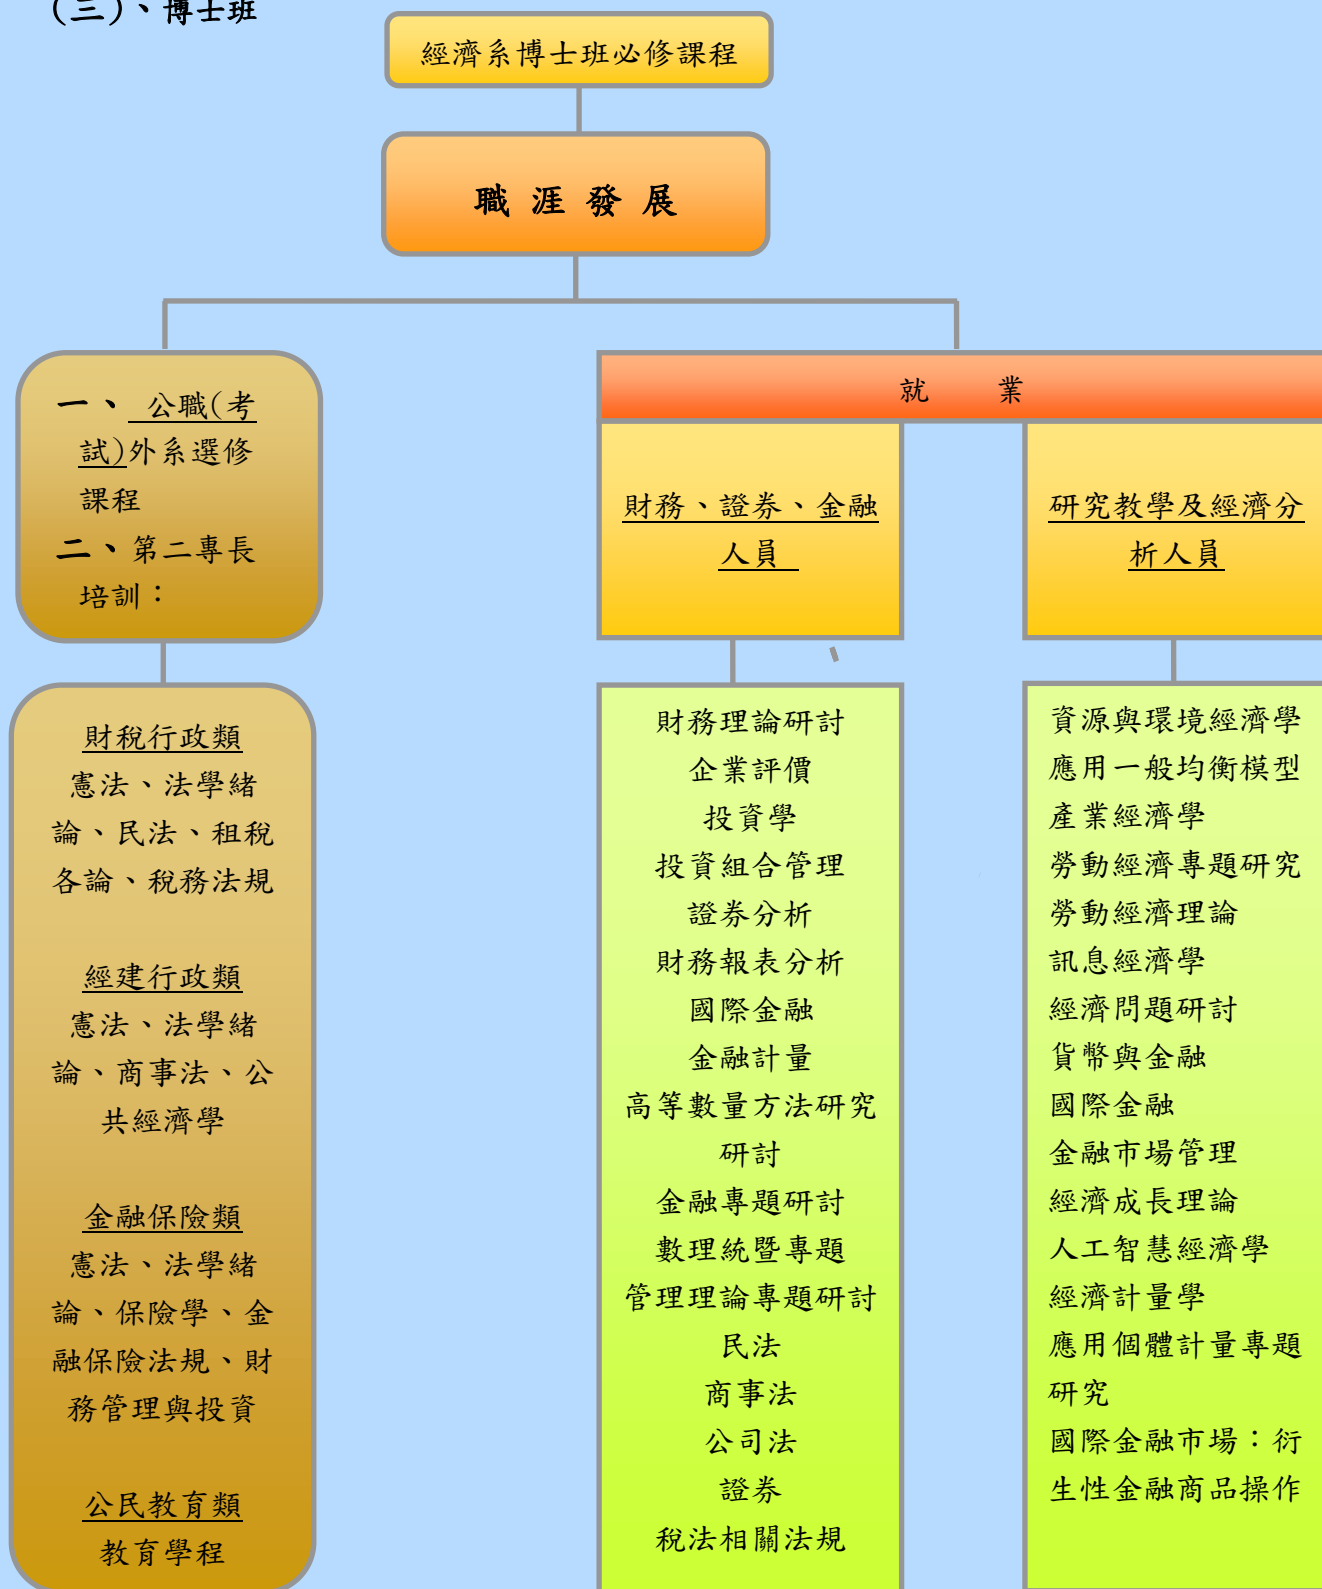 (三)、博士班
經濟系博士班必修課程
職 涯 發 展
一、 公職(考
試)外系選修
課程
二、第二專長
培訓：
財稅行政類
憲法、法學緒
論、民法、租稅
各論、稅務法規
經建行政類
憲法、法學緒
論、商事法、公
共經濟學
金融保險類
憲法、法學緒
論、保險學、金
融保險法規、財
務管理與投資
公民教育類
教育學程
就 業
財務、證券、金融
人員
財務理論研討
企業評價
投資學
投資組合管理
證券分析
財務報表分析
國際金融
金融計量
高等數量方法研究
研討
金融專題研討
數理統暨專題
管理理論專題研討
民法
商事法
公司法
證券
稅法相關法規
研究教學及經濟分
析人員
資源與環境經濟學
應用一般均衡模型
產業經濟學
勞動經濟專題研究
勞動經濟理論
訊息經濟學
經濟問題研討
貨幣與金融
國際金融
金融市場管理
經濟成長理論
人工智慧經濟學
經濟計量學
應用個體計量專題
研究
國際金融市場：衍
生性金融商品操作